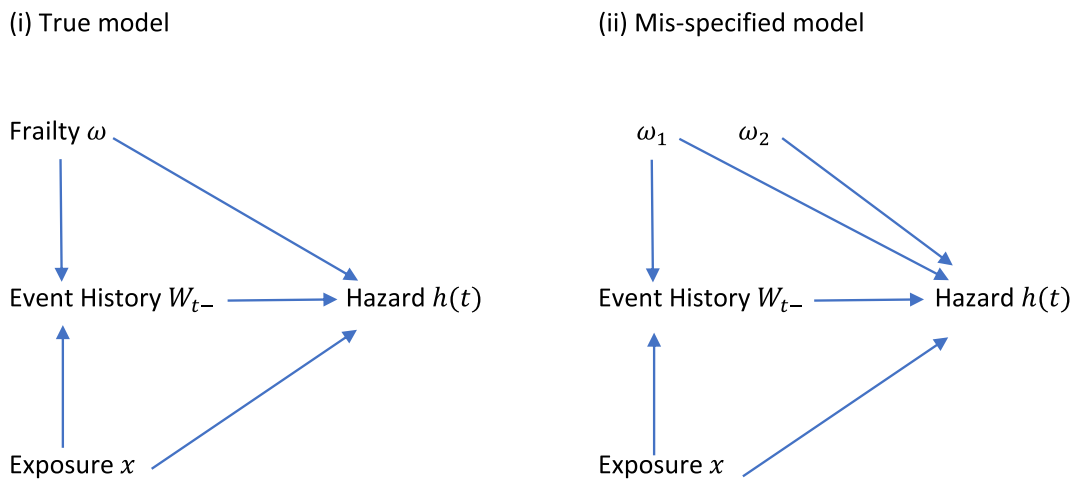 (i) True model
(ii) Mis-specified model
Frailty ω
ω₁ ω₂
Event History Wₜ₋ Hazard h(t)
Event History Wₜ₋ Hazard h(t)
Exposure x
Exposure x